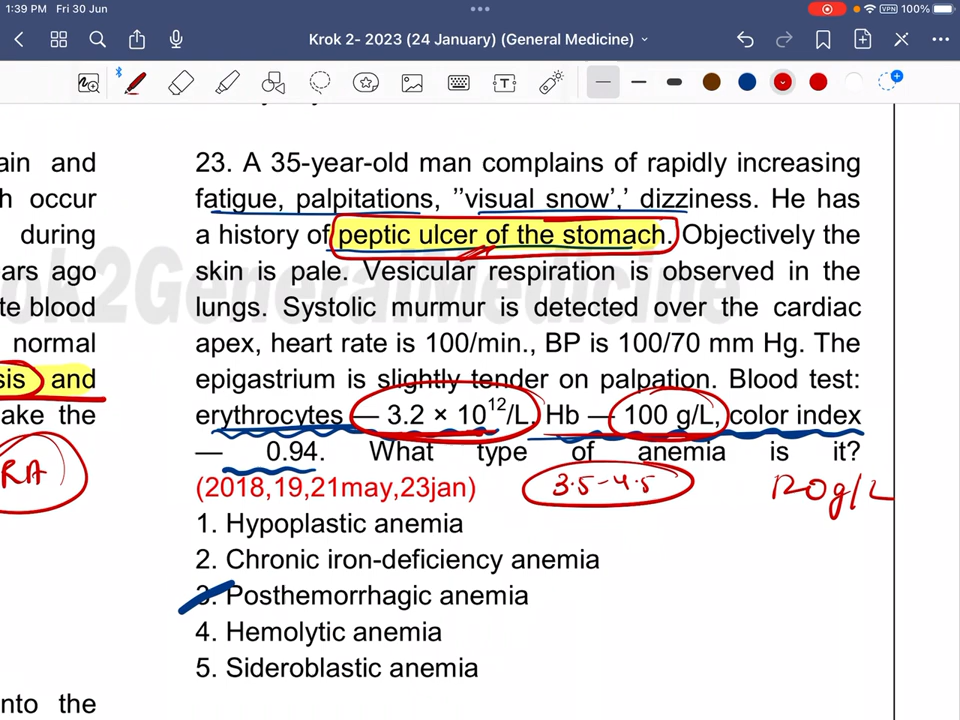 1:39 PM Fri 30 Jun
VPN 100%
Krok 2- 2023 (24 January) (General Medicine)
ain and
h occur
during
ars ago
te blood
normal
sis and
ake the
RA
nto the
23. A 35-year-old man complains of rapidly increasing
fatigue, palpitations, ''visual snow',' dizziness. He has
a history of peptic ulcer of the stomach. Objectively the
skin is pale. Vesicular respiration is observed in the
lungs. Systolic murmur is detected over the cardiac
apex, heart rate is 100/min., BP is 100/70 mm Hg. The
epigastrium is slightly tender on palpation. Blood test:
erythrocytes — 3.2 × 10¹²/L. Hb — 100 g/L, color index
— 0.94. What type of anemia is it?
(2018,19,21may,23jan)
3.5-4.5
120g/L
1. Hypoplastic anemia
2. Chronic iron-deficiency anemia
3. Posthemorrhagic anemia
4. Hemolytic anemia
5. Sideroblastic anemia
ok2GeneralMedicine